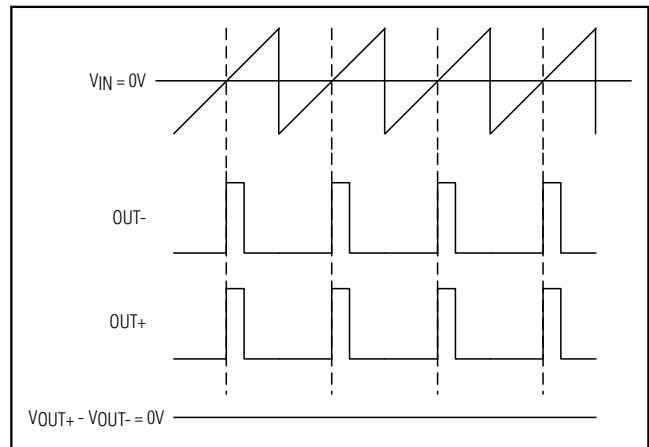 VIN = 0V
OUT-
OUT+
VOUT+ - VOUT- = 0V